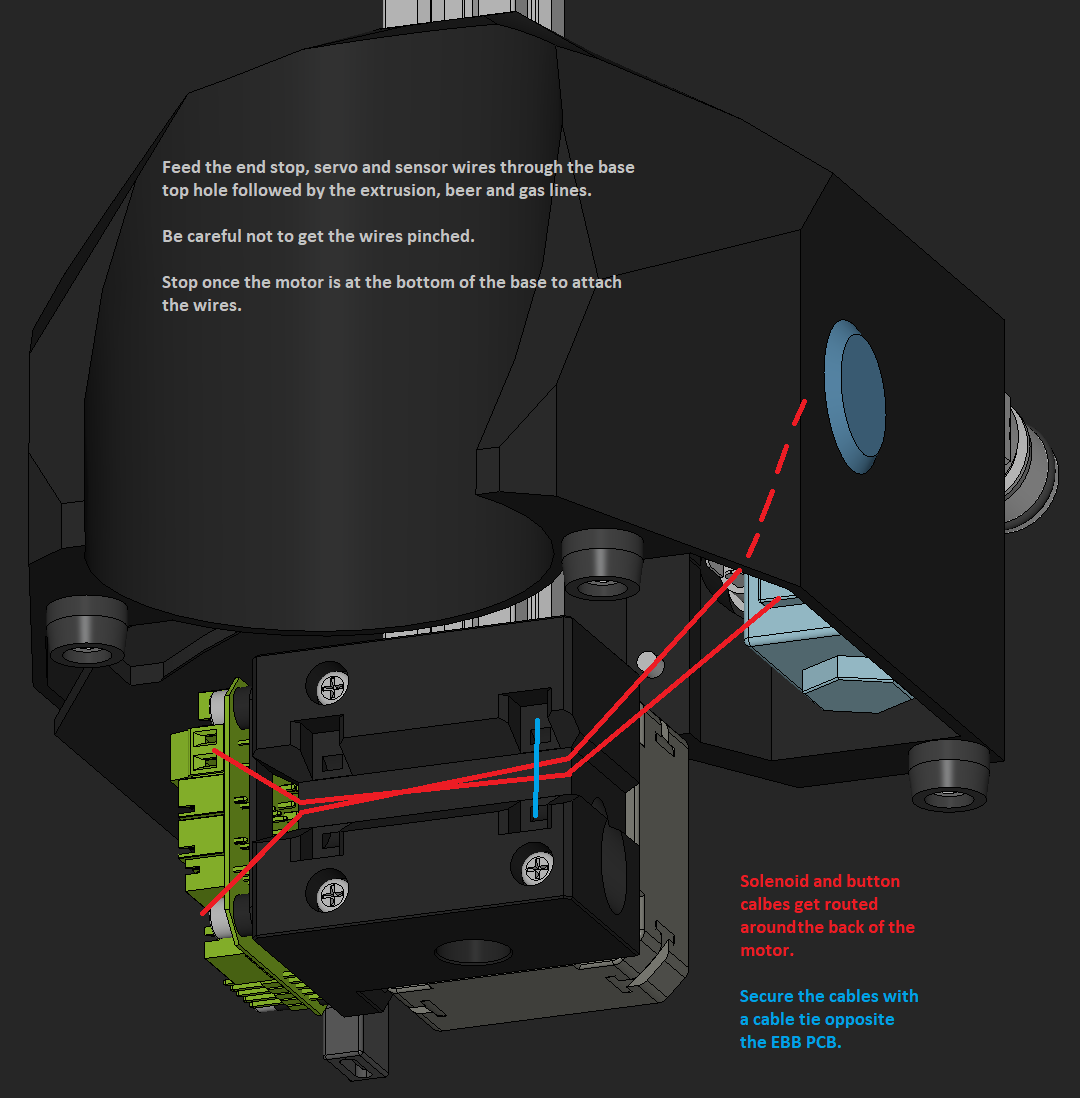 Feed the end stop, servo and sensor wires through the base
top hole followed by the extrusion, beer and gas lines.
Be careful not to get the wires pinched.
Stop once the motor is at the bottom of the base to attach
the wires.
Solenoid and button
calbes get routed
around the back of the
motor.
Secure the cables with
a cable tie opposite
the EBB PCB.